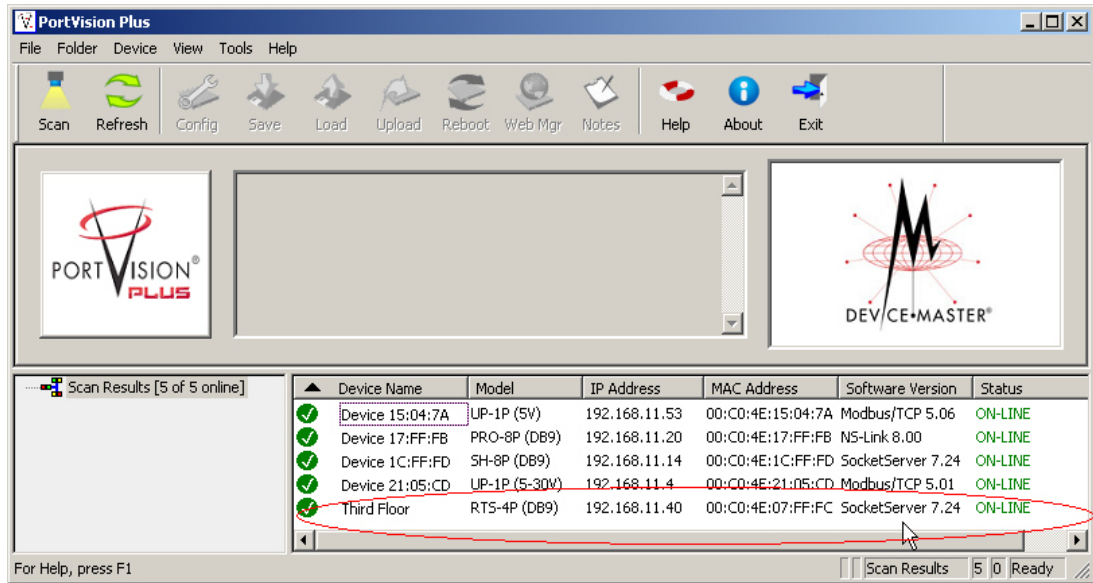 PortVision Plus
File Folder Device View Tools Help
Scan Refresh Config Save Load Upload Reboot Web Mgr Notes Help About Exit
PORT VISION®
PLUS
DEVICE•MASTER®
Scan Results [5 of 5 online]
Device Name Model IP Address MAC Address Software Version Status
Device 15:04:7A UP-1P (5V) 192.168.11.53 00:C0:4E:15:04:7A Modbus/TCP 5.06 ON-LINE
Device 17:FF:FB PRO-8P (DB9) 192.168.11.20 00:C0:4E:17:FF:FB NS-Link 8.00 ON-LINE
Device 1C:FF:FD SH-8P (DB9) 192.168.11.14 00:C0:4E:1C:FF:FD SocketServer 7.24 ON-LINE
Device 21:05:CD UP-1P (5-30V) 192.168.11.4 00:C0:4E:21:05:CD Modbus/TCP 5.01 ON-LINE
Third Floor RTS-4P (DB9) 192.168.11.40 00:C0:4E:07:FF:FC SocketServer 7.24 ON-LINE
For Help, press F1 Scan Results 5 0 Ready